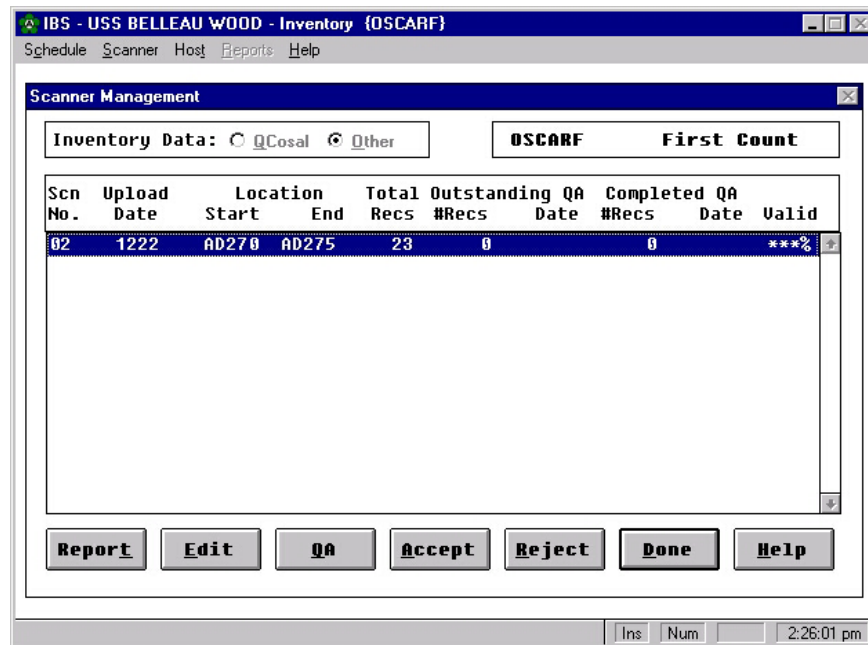 IBS - USS BELLEAU WOOD - Inventory {OSCARF}
Schedule Scanner Host Reports Help
Scanner Management
Inventory Data: QCosal Other OSCARF First Count
Scn Upload Location Total Outstanding QA Completed QA
No. Date Start End Recs #Recs Date #Recs Date Valid
02 1222 AD270 AD275 23 0 0 ***%
Report Edit QA Accept Reject Done Help
Ins Num 2:26:01 pm